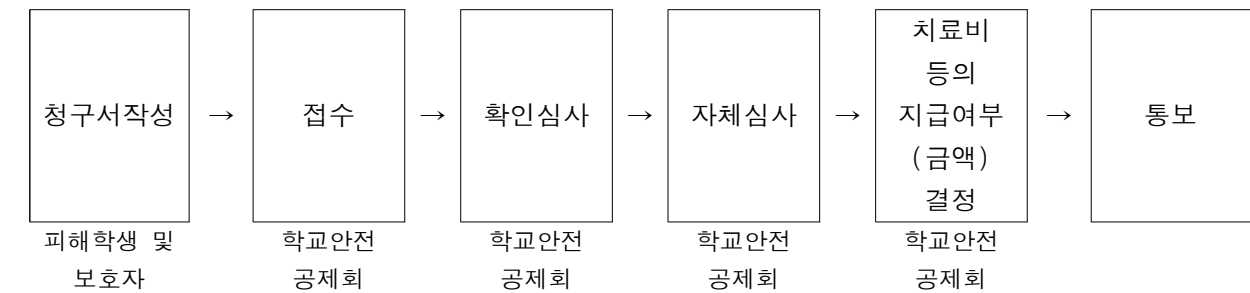 청구서작성
→
접수
→
확인심사
→
자체심사
→
치료비
등의
지급여부
(금액)
결정
→
통보
피해학생 및
보호자
학교안전
공제회
학교안전
공제회
학교안전
공제회
학교안전
공제회